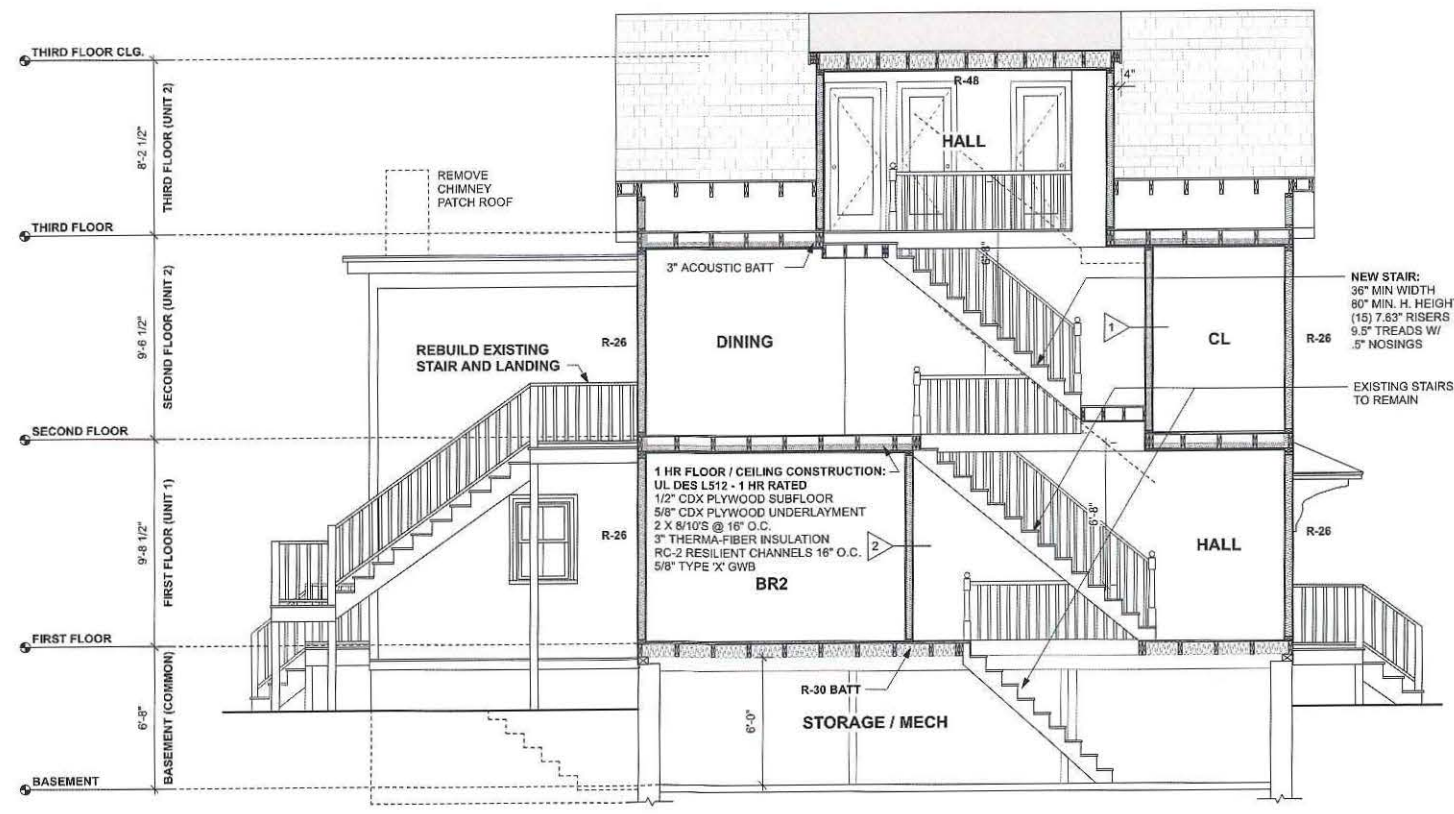 THIRD FLOOR CLG.
8'-2 1/2"
THIRD FLOOR (UNIT 2)
REMOVE
CHIMNEY
PATCH ROOF
R-48
4"
HALL
THIRD FLOOR
3" ACOUSTIC BATT
6'-8"
9'-6 1/2"
SECOND FLOOR (UNIT 2)
REBUILD EXISTING
STAIR AND LANDING
R-26
DINING
1
CL
NEW STAIR:
36" MIN WIDTH
80" MIN. H. HEIGH
(15) 7.63" RISERS
9.5" TREADS W/
.5" NOSINGS
R-26
EXISTING STAIRS
TO REMAIN
SECOND FLOOR
9'-8 1/2"
FIRST FLOOR (UNIT 1)
R-26
1 HR FLOOR / CEILING CONSTRUCTION:
UL DES L512 - 1 HR RATED
1/2" CDX PLYWOOD SUBFLOOR
5/8" CDX PLYWOOD UNDERLAYMENT
2 X 8/10'S @ 16" O.C.
3" THERMA-FIBER INSULATION
RC-2 RESILIENT CHANNELS 16" O.C.
5/8" TYPE 'X' GWB
BR2
2
6'-8"
HALL
R-26
FIRST FLOOR
6'-8"
BASEMENT (COMMON)
R-30 BATT
6'-0"
STORAGE / MECH
BASEMENT